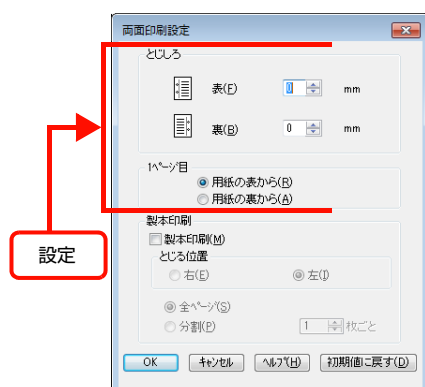 両面印刷設定
とじしろ
表(F) 0 mm
裏(B) 0 mm
1ページ目
用紙の表から(R)
用紙の裏から(A)
設定
製本印刷
製本印刷(M)
とじる位置
右(E) 左(I)
全ページ(S)
分割(P) 1 枚ごと
OK キャンセル ヘルプ(H) 初期値に戻す(D)